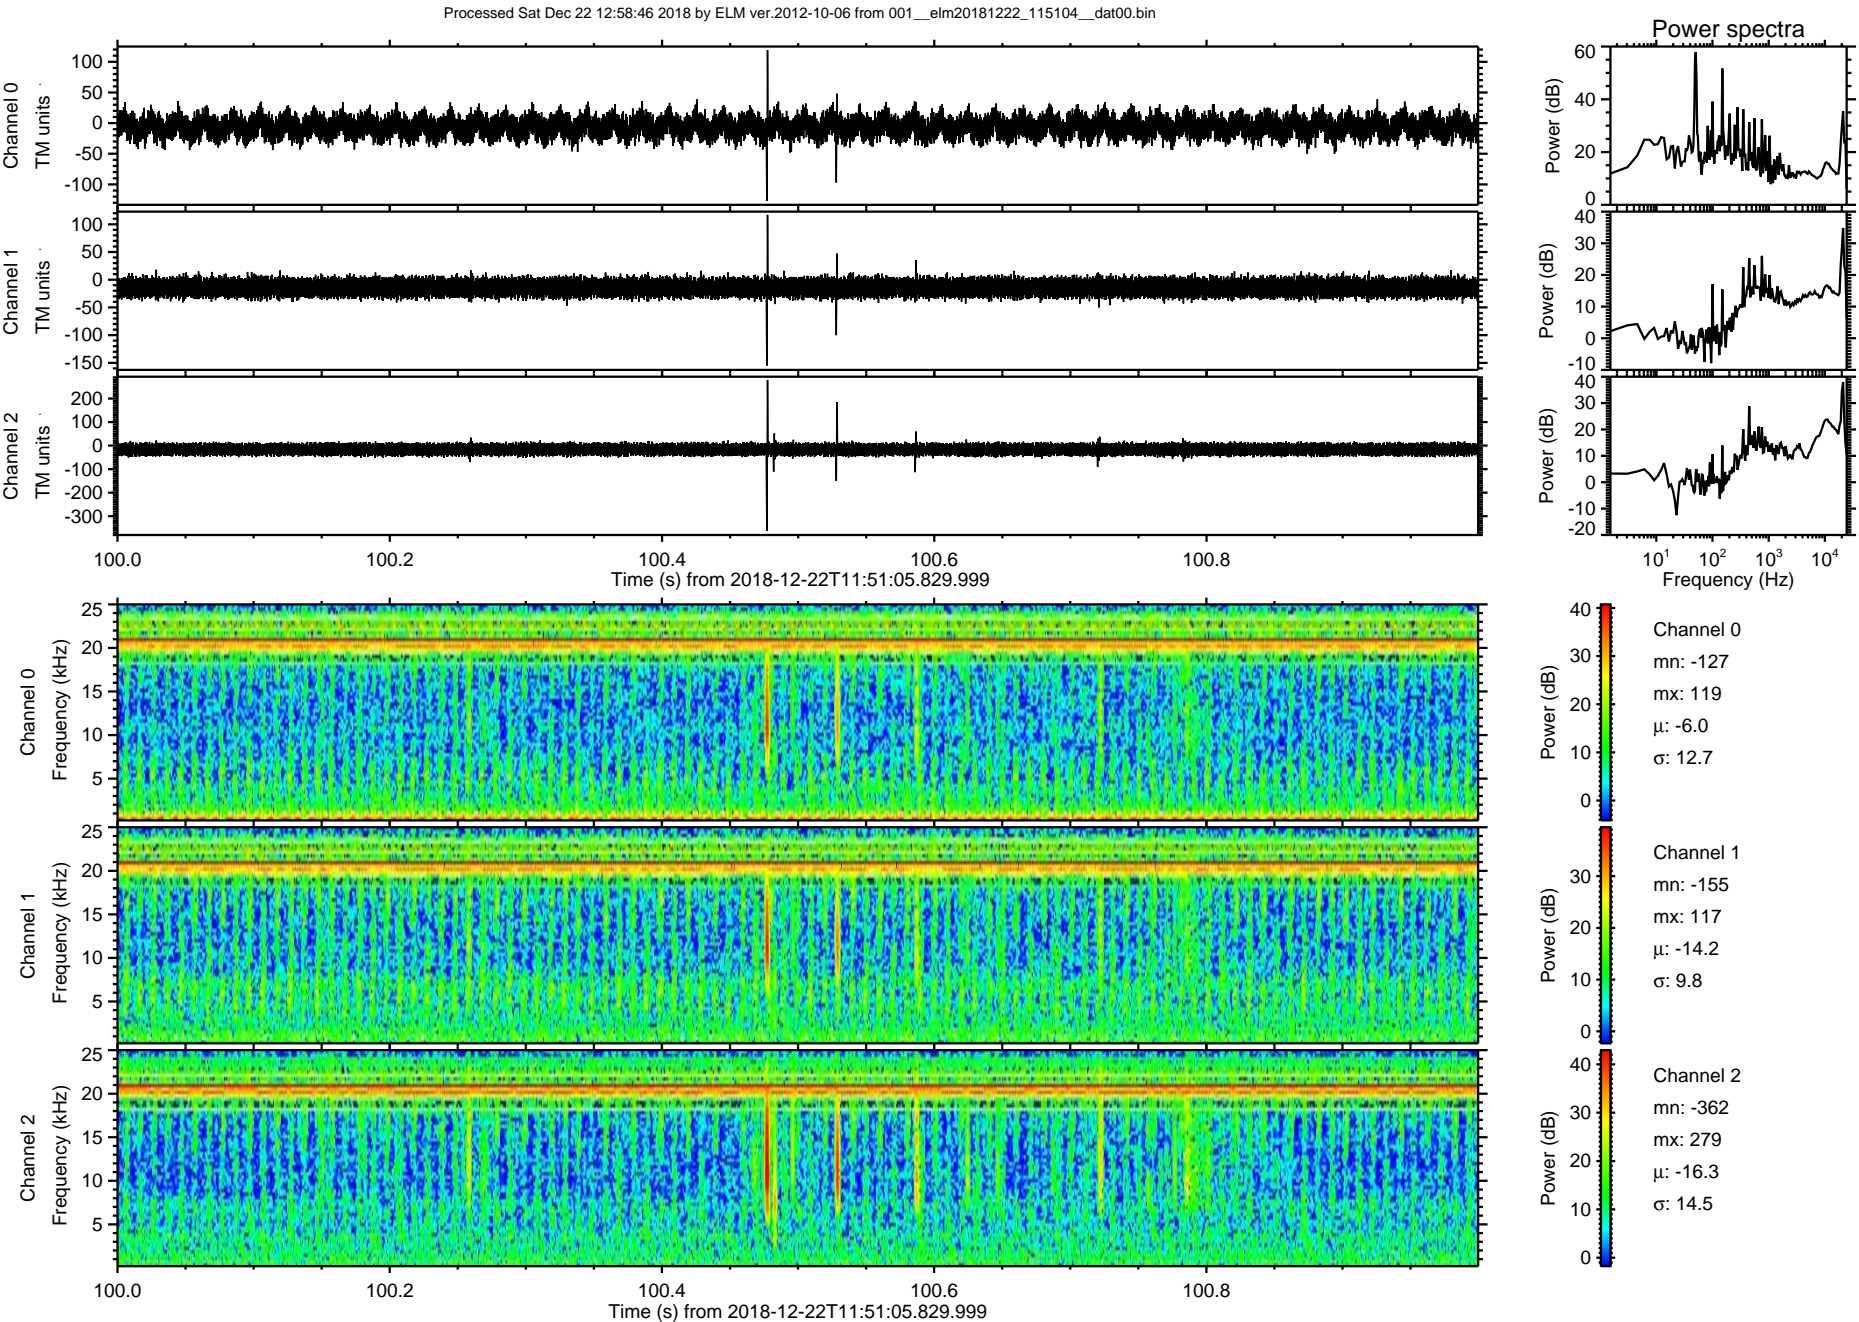 Processed Sat Dec 22 12:58:46 2018 by ELM ver.2012-10-06 from 001__elm20181222_115104__dat00.bin
Power spectra
Channel 0
TM units
100
50
0
-50
-100
Power (dB)
60
40
20
0
Channel 1
TM units
100
50
0
-50
-100
-150
Power (dB)
40
30
20
10
0
-10
Channel 2
TM units
200
100
0
-100
-200
-300
Power (dB)
40
30
20
10
0
-10
-20
100.0 100.2 100.4 100.6 100.8
Time (s) from 2018-12-22T11:51:05.829.999
10¹ 10² 10³ 10⁴
Frequency (Hz)
Channel 0
Frequency (kHz)
25
20
15
10
5
Power (dB)
40
30
20
10
0
Channel 0
mn: -127
mx: 119
μ: -6.0
σ: 12.7
Channel 1
Frequency (kHz)
25
20
15
10
5
Power (dB)
30
20
10
0
Channel 1
mn: -155
mx: 117
μ: -14.2
σ: 9.8
Channel 2
Frequency (kHz)
25
20
15
10
5
Power (dB)
40
30
20
10
0
Channel 2
mn: -362
mx: 279
μ: -16.3
σ: 14.5
100.0 100.2 100.4 100.6 100.8
Time (s) from 2018-12-22T11:51:05.829.999